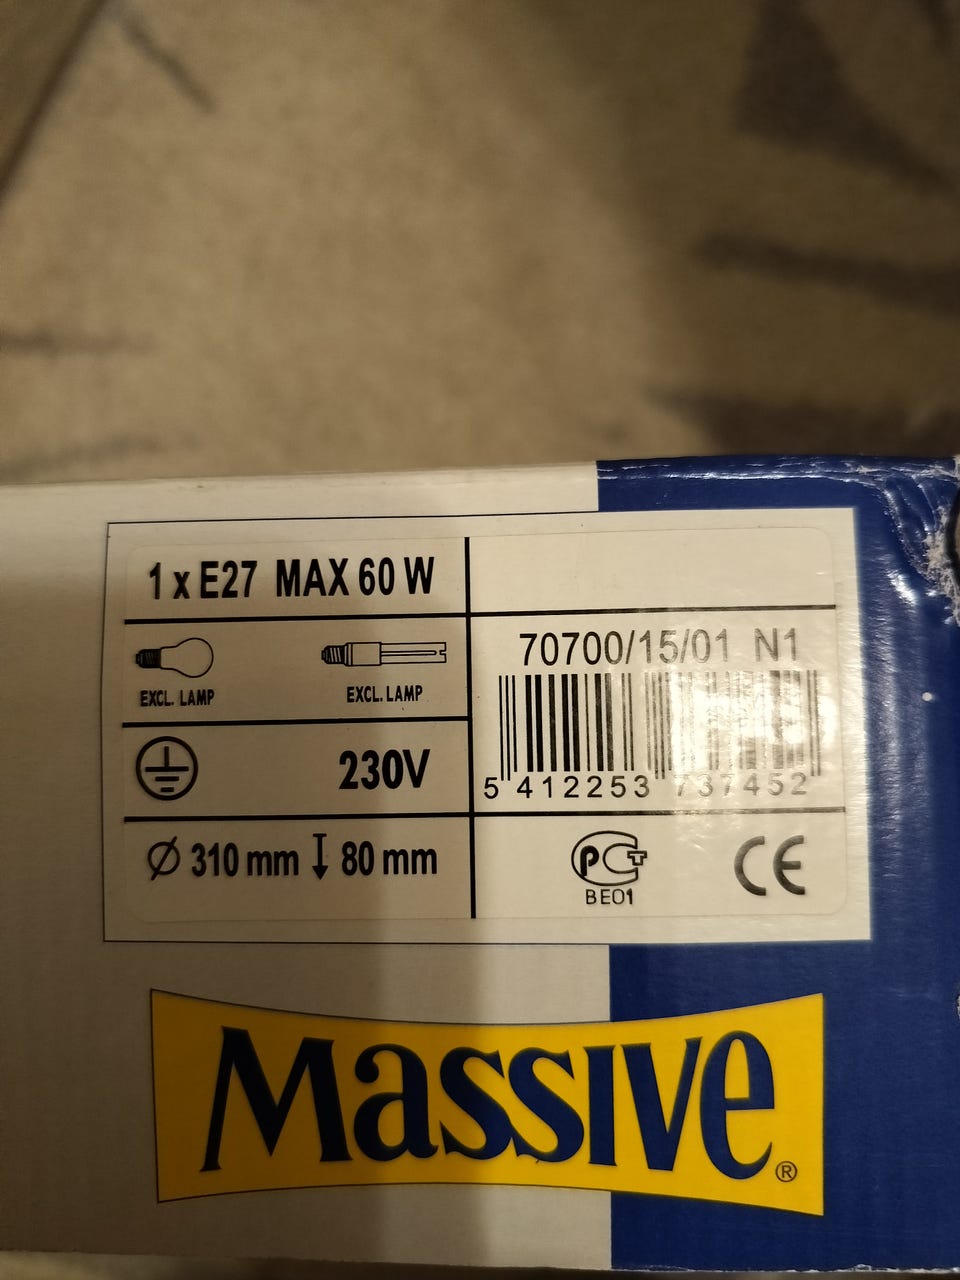 1 x E27 MAX 60 W
EXCL. LAMP
EXCL. LAMP
230V
Ø 310 mm ↧ 80 mm
70700/15/01 N1
5 412253 737452
РСТ
BE01
CE
Massive®